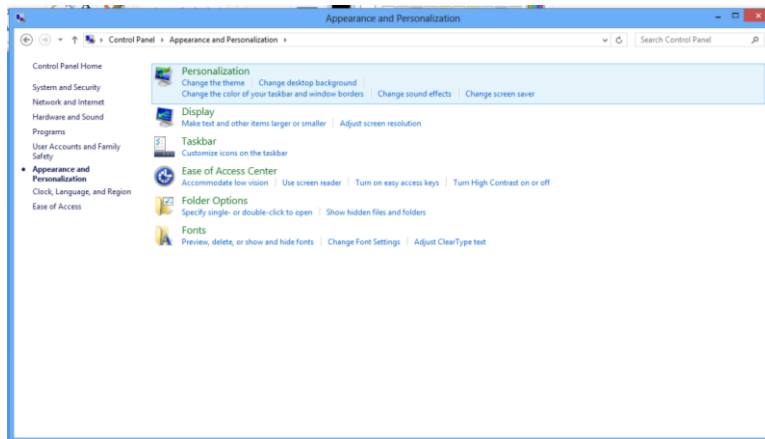 Appearance and Personalization
Control Panel ▸ Appearance and Personalization ▸
Search Control Panel
Control Panel Home
System and Security
Network and Internet
Hardware and Sound
Programs
User Accounts and Family
Safety
Appearance and
Personalization
Clock, Language, and Region
Ease of Access
Personalization
Change the theme | Change desktop background
Change the color of your taskbar and window borders | Change sound effects | Change screen saver
Display
Make text and other items larger or smaller | Adjust screen resolution
Taskbar
Customize icons on the taskbar
Ease of Access Center
Accommodate low vision | Use screen reader | Turn on easy access keys | Turn High Contrast on or off
Folder Options
Specify single- or double-click to open | Show hidden files and folders
Fonts
Preview, delete, or show and hide fonts | Change Font Settings | Adjust ClearType text